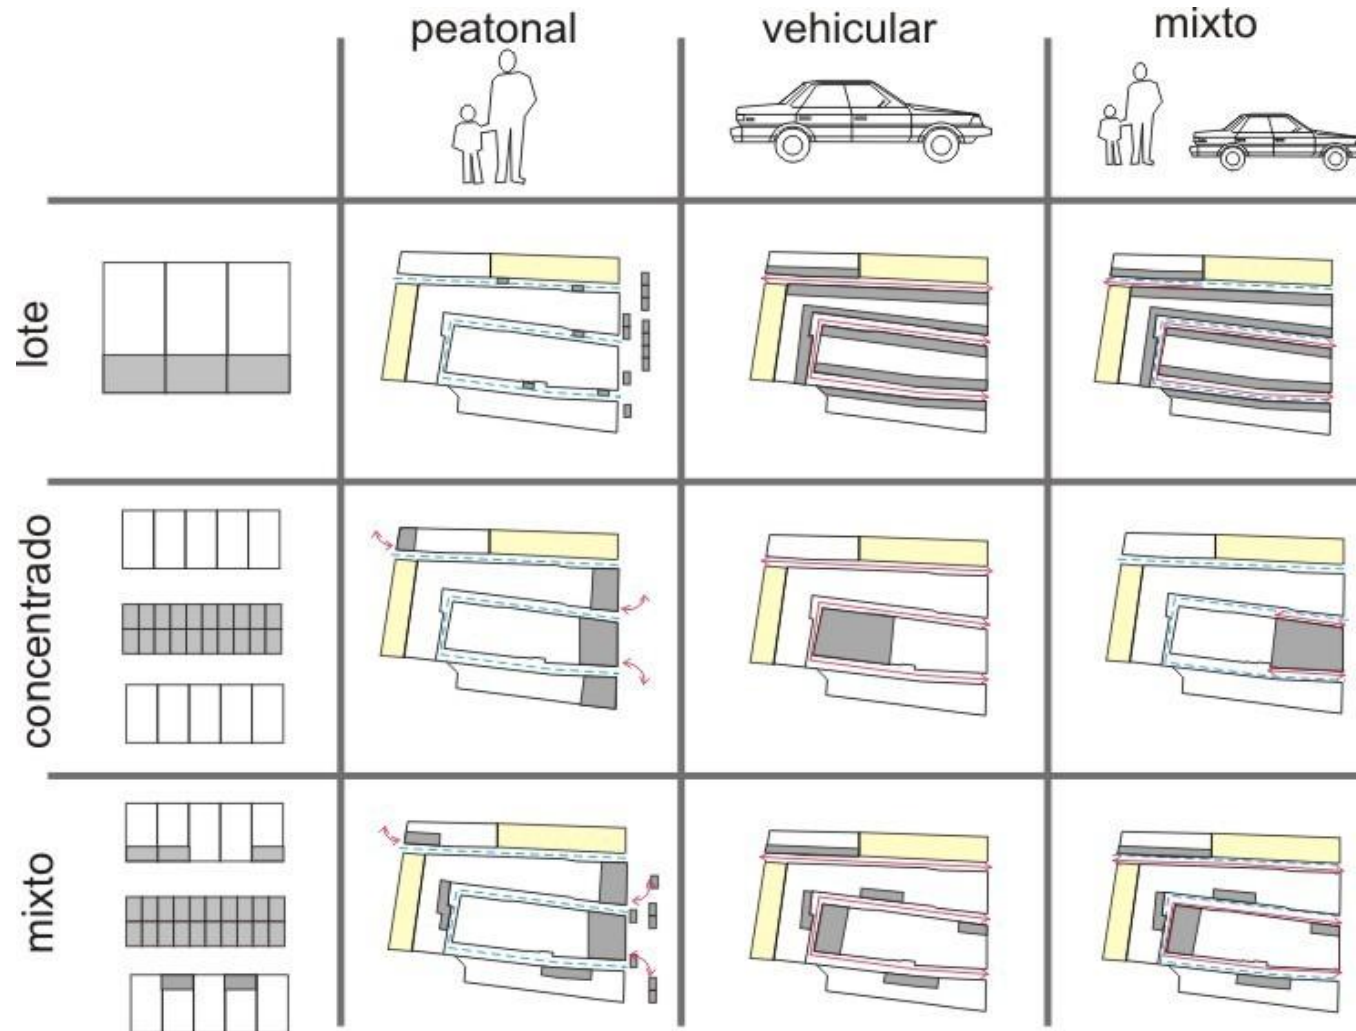 peatonal
vehicular
mixto
lote
concentrado
mixto